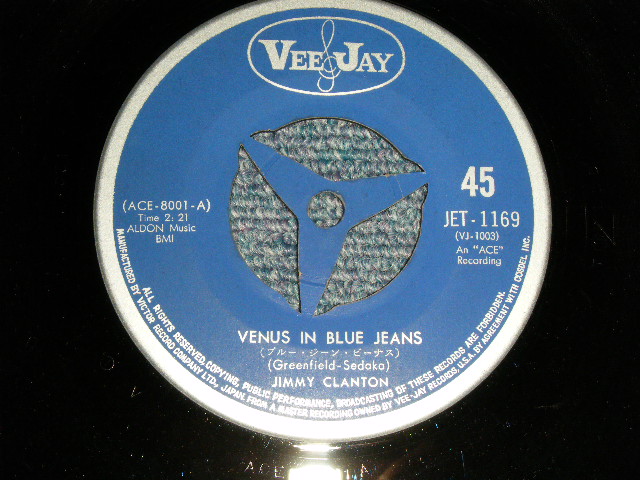 VEE JAY
(ACE-8001-A)
Time 2:21
ALDON Music
BMI
45
JET-1169
(VJ-1003)
An "ACE"
Recording
VENUS IN BLUE JEANS
(ブルー・ジーン・ビーナス)
(Greenfield-Sedaka)
JIMMY CLANTON
ALL RIGHTS RESERVED, COPYING, PUBLIC PERFORMANCE, BROADCASTING OF THESE RECORDS ARE FORBIDDEN.
MANUFACTURED BY VICTOR RECORD COMPANY LTD., JAPAN. FROM A MASTER RECORDING OWNED BY VEE-JAY RECORDS, U.S.A. BY AGREEMENT WITH COSDEL INC.